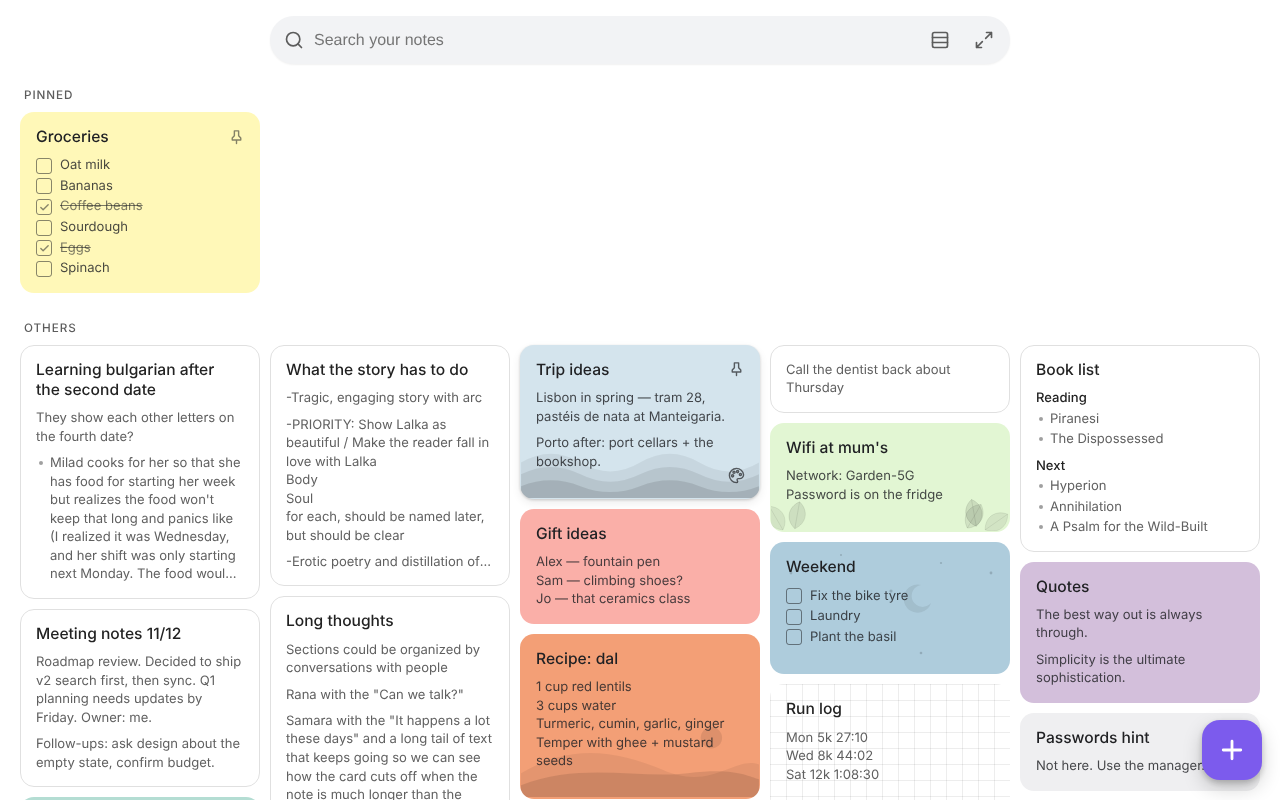 Search your notes
PINNED
Groceries
Oat milk
Bananas
Coffee beans
Sourdough
Eggs
Spinach
OTHERS
Learning bulgarian after
the second date
They show each other letters on
the fourth date?
Milad cooks for her so that she
has food for starting her week
but realizes the food won't
keep that long and panics like
(I realized it was Wednesday,
and her shift was only starting
next Monday. The food woul...
Meeting notes 11/12
Roadmap review. Decided to ship
v2 search first, then sync. Q1
planning needs updates by
Friday. Owner: me.
Follow-ups: ask design about the
empty state, confirm budget.
What the story has to do
-Tragic, engaging story with arc
-PRIORITY: Show Lalka as
beautiful / Make the reader fall in
love with Lalka
Body
Soul
for each, should be named later,
but should be clear
-Erotic poetry and distillation of...
Long thoughts
Sections could be organized by
conversations with people
Rana with the "Can we talk?"
Samara with the "It happens a lot
these days" and a long tail of text
that keeps going so we can see
how the card cuts off when the
note is much longer than the
Trip ideas
Lisbon in spring — tram 28,
pastéis de nata at Manteigaria.
Porto after: port cellars + the
bookshop.
Gift ideas
Alex — fountain pen
Sam — climbing shoes?
Jo — that ceramics class
Recipe: dal
1 cup red lentils
3 cups water
Turmeric, cumin, garlic, ginger
Temper with ghee + mustard
seeds
Call the dentist back about
Thursday
Wifi at mum's
Network: Garden-5G
Password is on the fridge
Weekend
Fix the bike tyre
Laundry
Plant the basil
Run log
Mon 5k 27:10
Wed 8k 44:02
Sat 12k 1:08:30
Book list
Reading
Piranesi
The Dispossessed
Next
Hyperion
Annihilation
A Psalm for the Wild-Built
Quotes
The best way out is always
through.
Simplicity is the ultimate
sophistication.
Passwords hint
Not here. Use the manager.